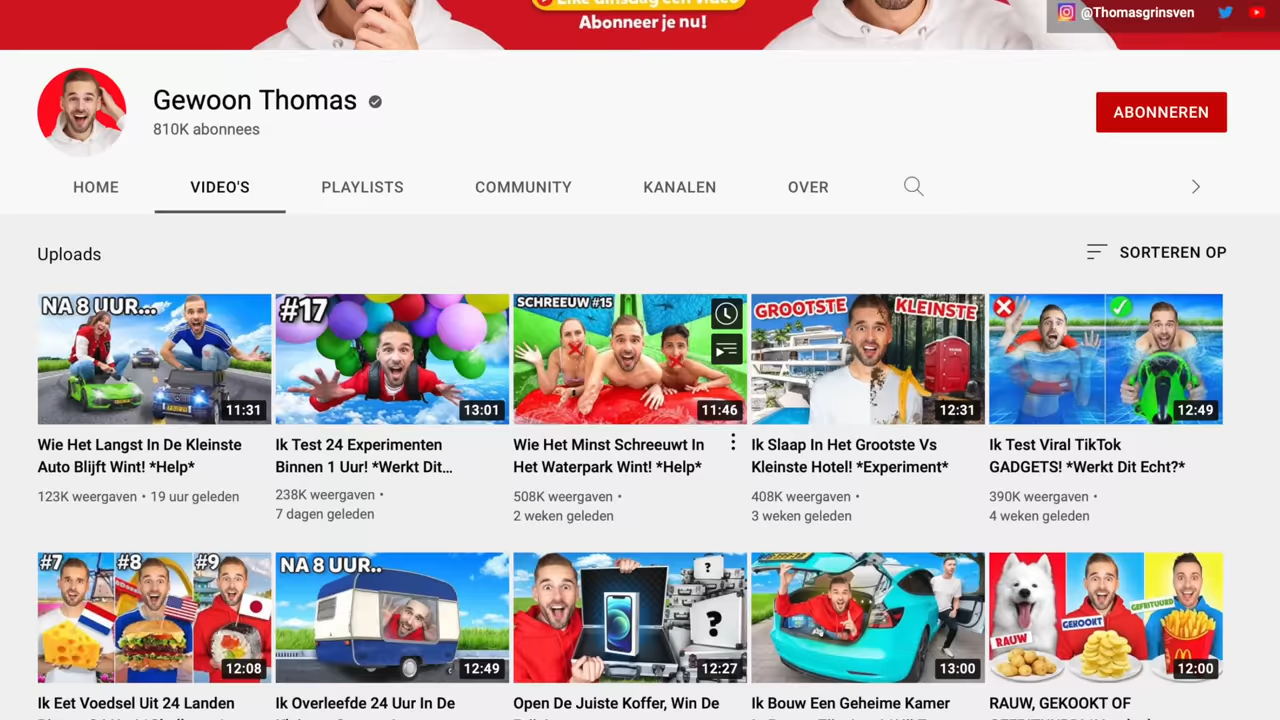 Elke dinsdag een video
Abonneer je nu!
@Thomasgrinsven
Gewoon Thomas
810K abonnees
ABONNEREN
HOME
VIDEO'S
PLAYLISTS
COMMUNITY
KANALEN
OVER
Uploads
SORTEREN OP
NA 8 UUR...
11:31
#17
13:01
SCHREEUW #15
11:46
GROOTSTE
KLEINSTE
12:31
12:49
Wie Het Langst In De Kleinste
Auto Blijft Wint! *Help*
123K weergaven • 19 uur geleden
Ik Test 24 Experimenten
Binnen 1 Uur! *Werkt Dit...
238K weergaven •
7 dagen geleden
Wie Het Minst Schreeuwt In
Het Waterpark Wint! *Help*
508K weergaven •
2 weken geleden
Ik Slaap In Het Grootste Vs
Kleinste Hotel! *Experiment*
408K weergaven •
3 weken geleden
Ik Test Viral TikTok
GADGETS! *Werkt Dit Echt?*
390K weergaven •
4 weken geleden
#7
#8
#9
12:08
NA 8 UUR..
12:49
?
?
12:27
13:00
RAUW
GEKOOKT
GEFRITUURD
12:00
Ik Eet Voedsel Uit 24 Landen
Ik Overleefde 24 Uur In De
Open De Juiste Koffer, Win De
Ik Bouw Een Geheime Kamer
RAUW, GEKOOKT OF